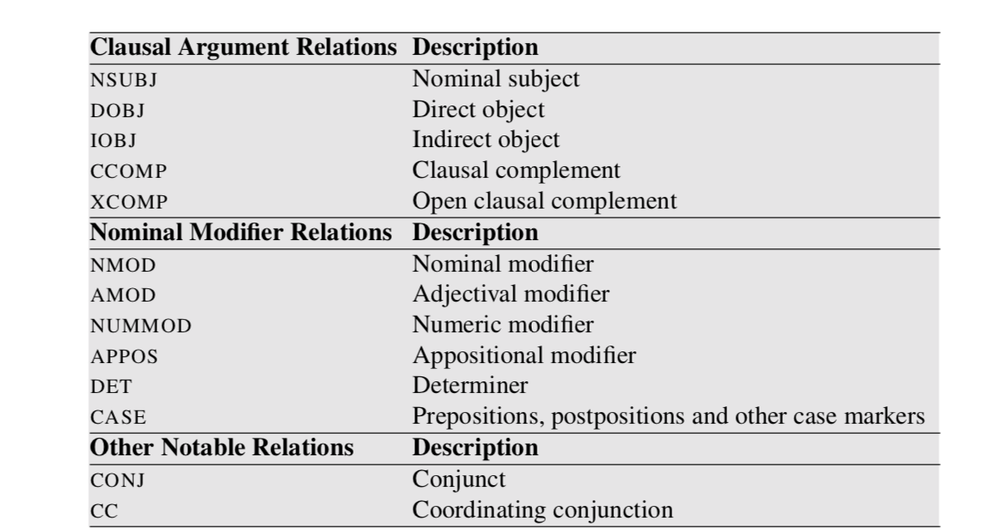 Clausal Argument Relations Description
NSUBJ Nominal subject
DOBJ Direct object
IOBJ Indirect object
CCOMP Clausal complement
XCOMP Open clausal complement
Nominal Modifier Relations Description
NMOD Nominal modifier
AMOD Adjectival modifier
NUMMOD Numeric modifier
APPOS Appositional modifier
DET Determiner
CASE Prepositions, postpositions and other case markers
Other Notable Relations Description
CONJ Conjunct
CC Coordinating conjunction